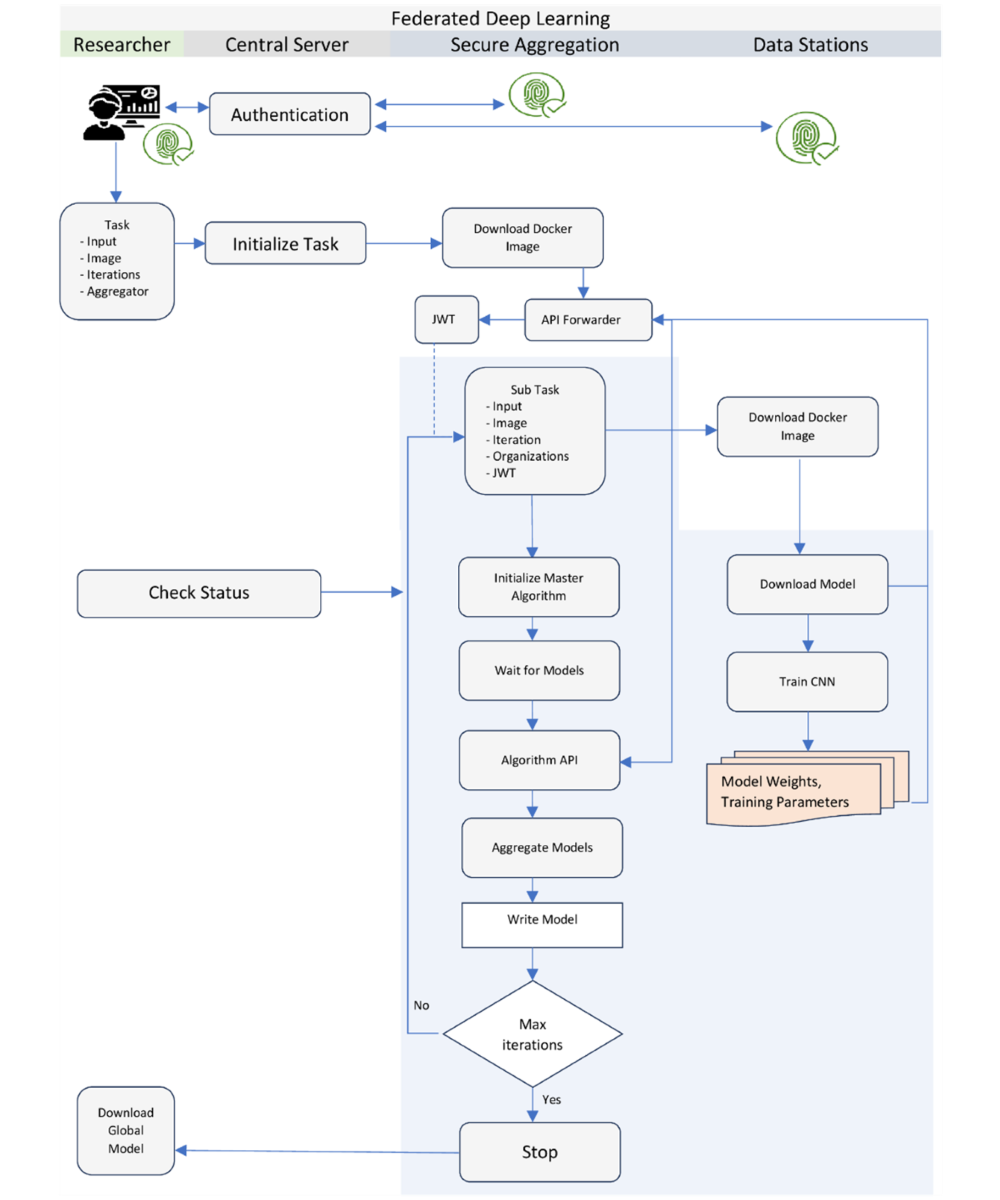 Federated Deep Learning
Researcher
Central Server
Secure Aggregation
Data Stations
Authentication
Task
- Input
- Image
- Iterations
- Aggregator
Initialize Task
Download Docker
Image
JWT
API Forwarder
Sub Task
- Input
- Image
- Iteration
- Organizations
- JWT
Download Docker
Image
Check Status
Initialize Master
Algorithm
Download Model
Wait for Models
Train CNN
Algorithm API
Model Weights,
Training Parameters
Aggregate Models
Write Model
No
Max
iterations
Yes
Download
Global
Model
Stop